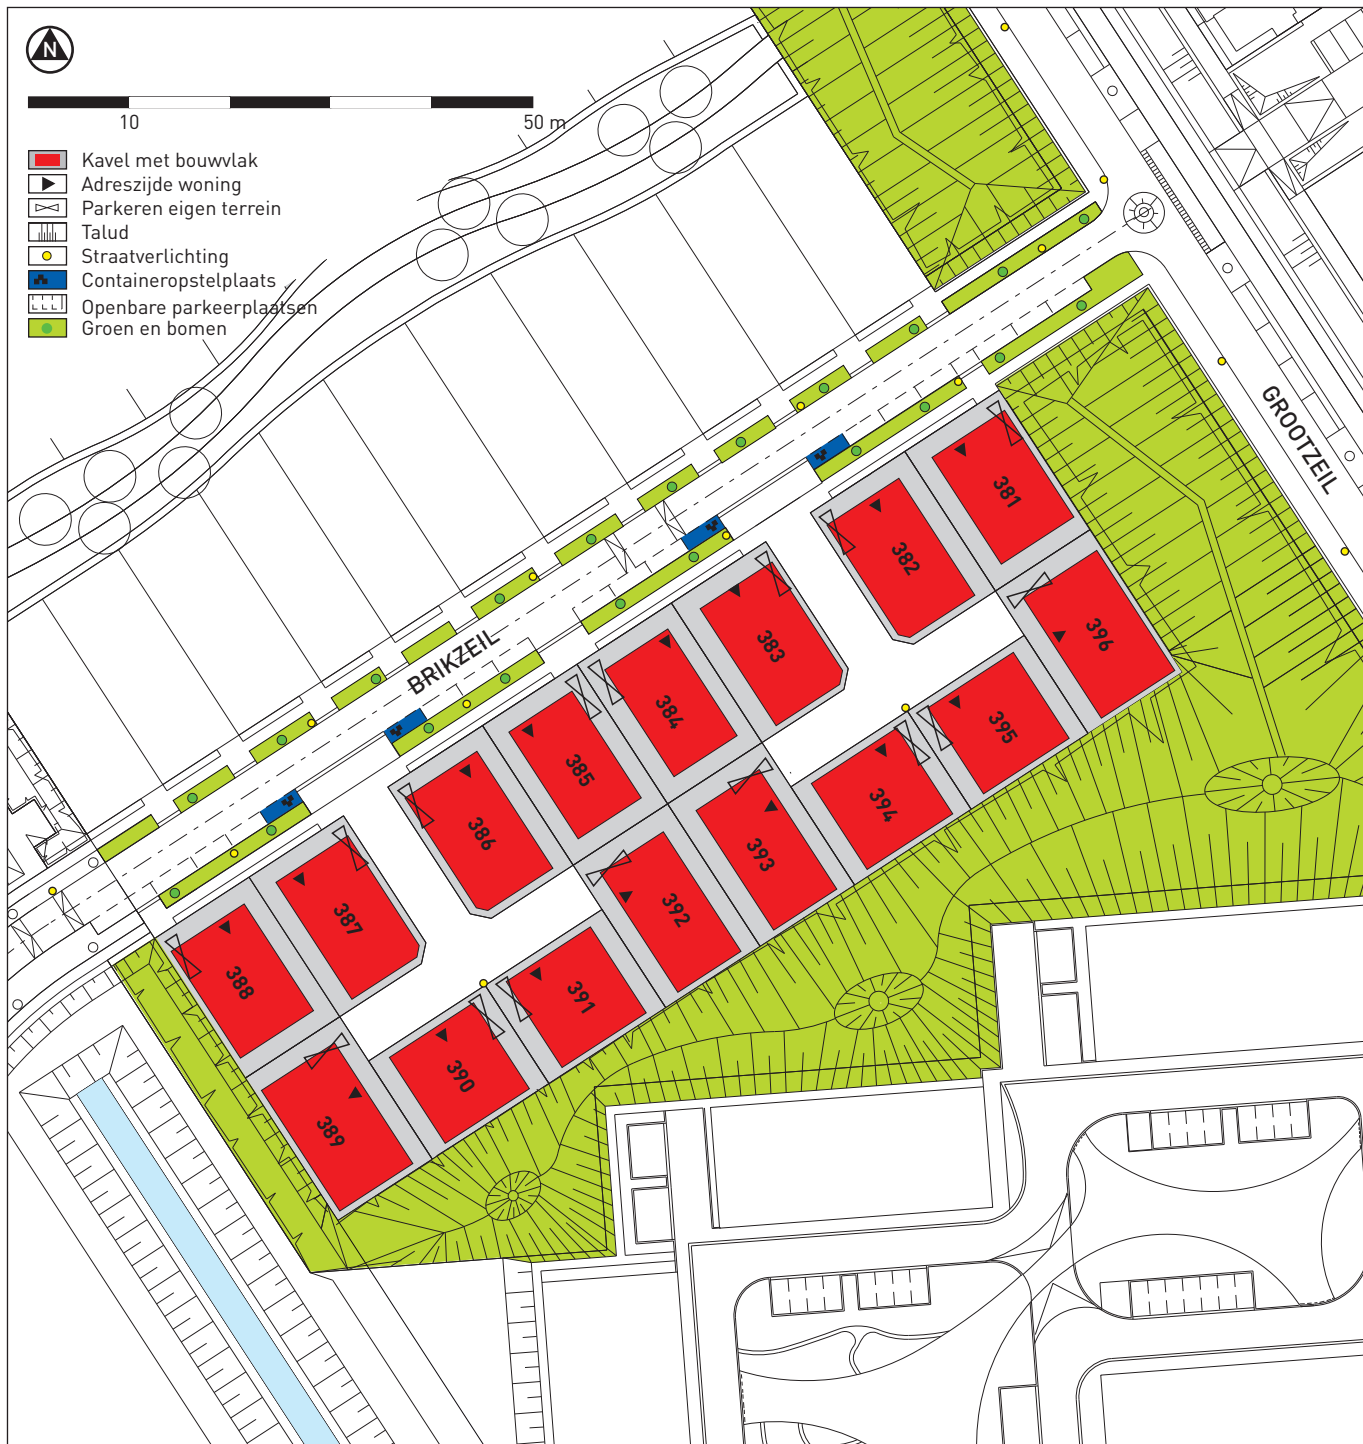 N
10 50 m
Kavel met bouwvlak
Adreszijde woning
Parkeren eigen terrein
Talud
Straatverlichting
Containeropstelplaats
Openbare parkeerplaatsen
Groen en bomen
GROOTZEIL
BRIKZEIL
381
382
383
384
385
386
387
388
396
395
394
393
392
391
390
389